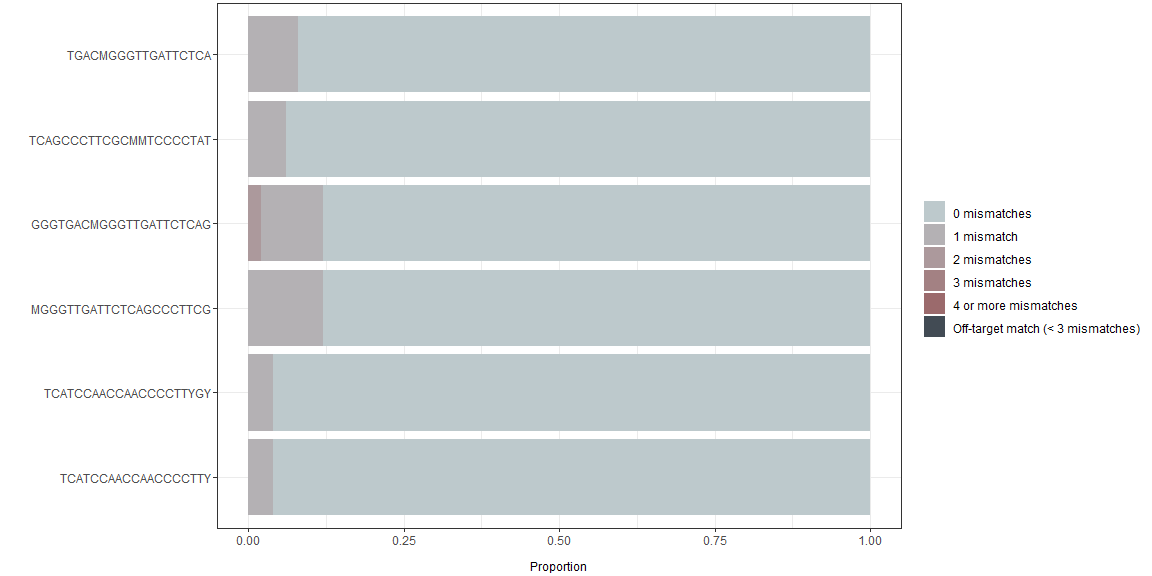 TGACMGGGTTGATTCTCA
TCAGCCCTTCGCMMTCCCCTAT
GGGTGACMGGGTTGATTCTCAG
MGGGTTGATTCTCAGCCCTTCG
TCATCCAACCAACCCCTTYGY
TCATCCAACCAACCCCTTY
0.00 0.25 0.50 0.75 1.00
Proportion
0 mismatches
1 mismatch
2 mismatches
3 mismatches
4 or more mismatches
Off-target match (< 3 mismatches)